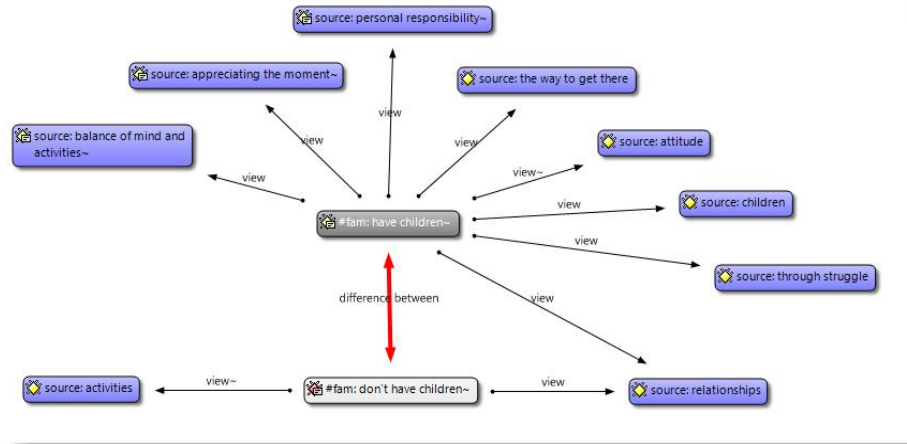 source: personal responsibility~
source: appreciating the moment~
source: the way to get there
view
source: balance of mind and
activities~
view
view
source: attitude
view
view~
source: children
view
#fam: have children~
view
source: through struggle
difference between
view
source: activities
view~
#fam: don't have children~
view
source: relationships